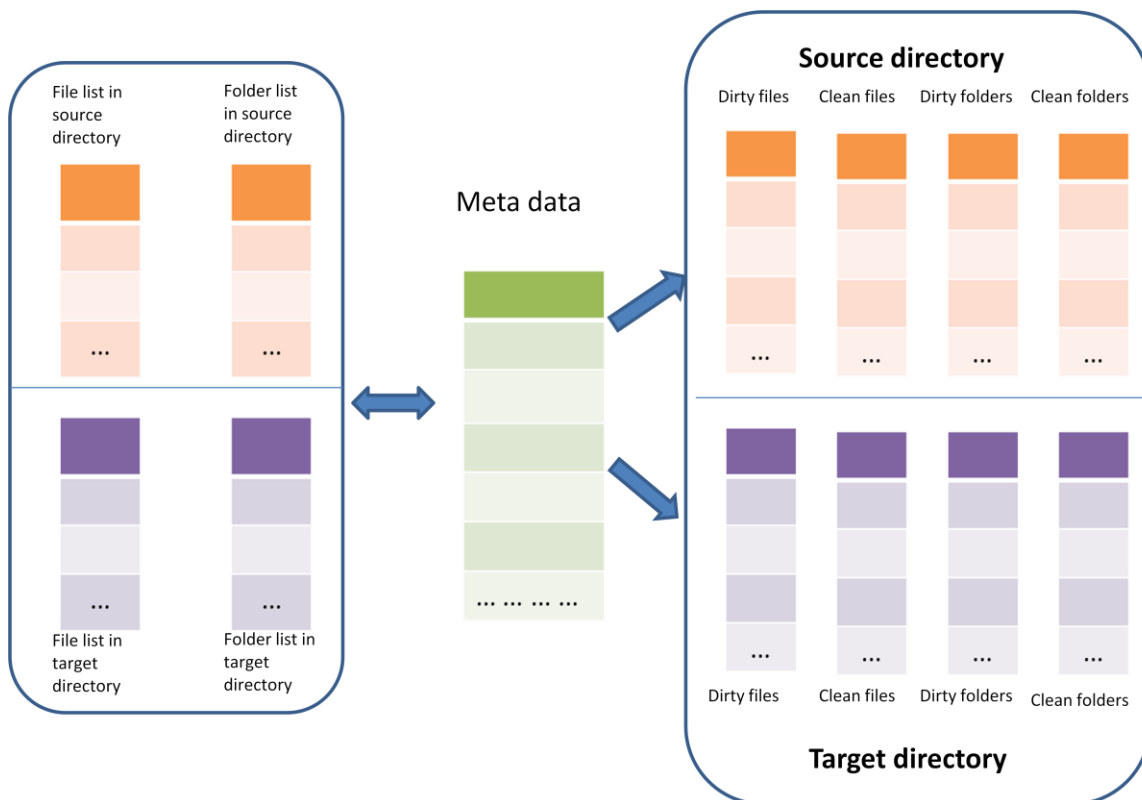 File list in
source
directory
Folder list
in source
directory
...
...
...
...
File list in
target
directory
Folder list in
target
directory
Meta data
... ... ... ...
Source directory
Dirty files
Clean files
Dirty folders
Clean folders
...
...
...
...
...
...
...
...
Dirty files
Clean files
Dirty folders
Clean folders
Target directory